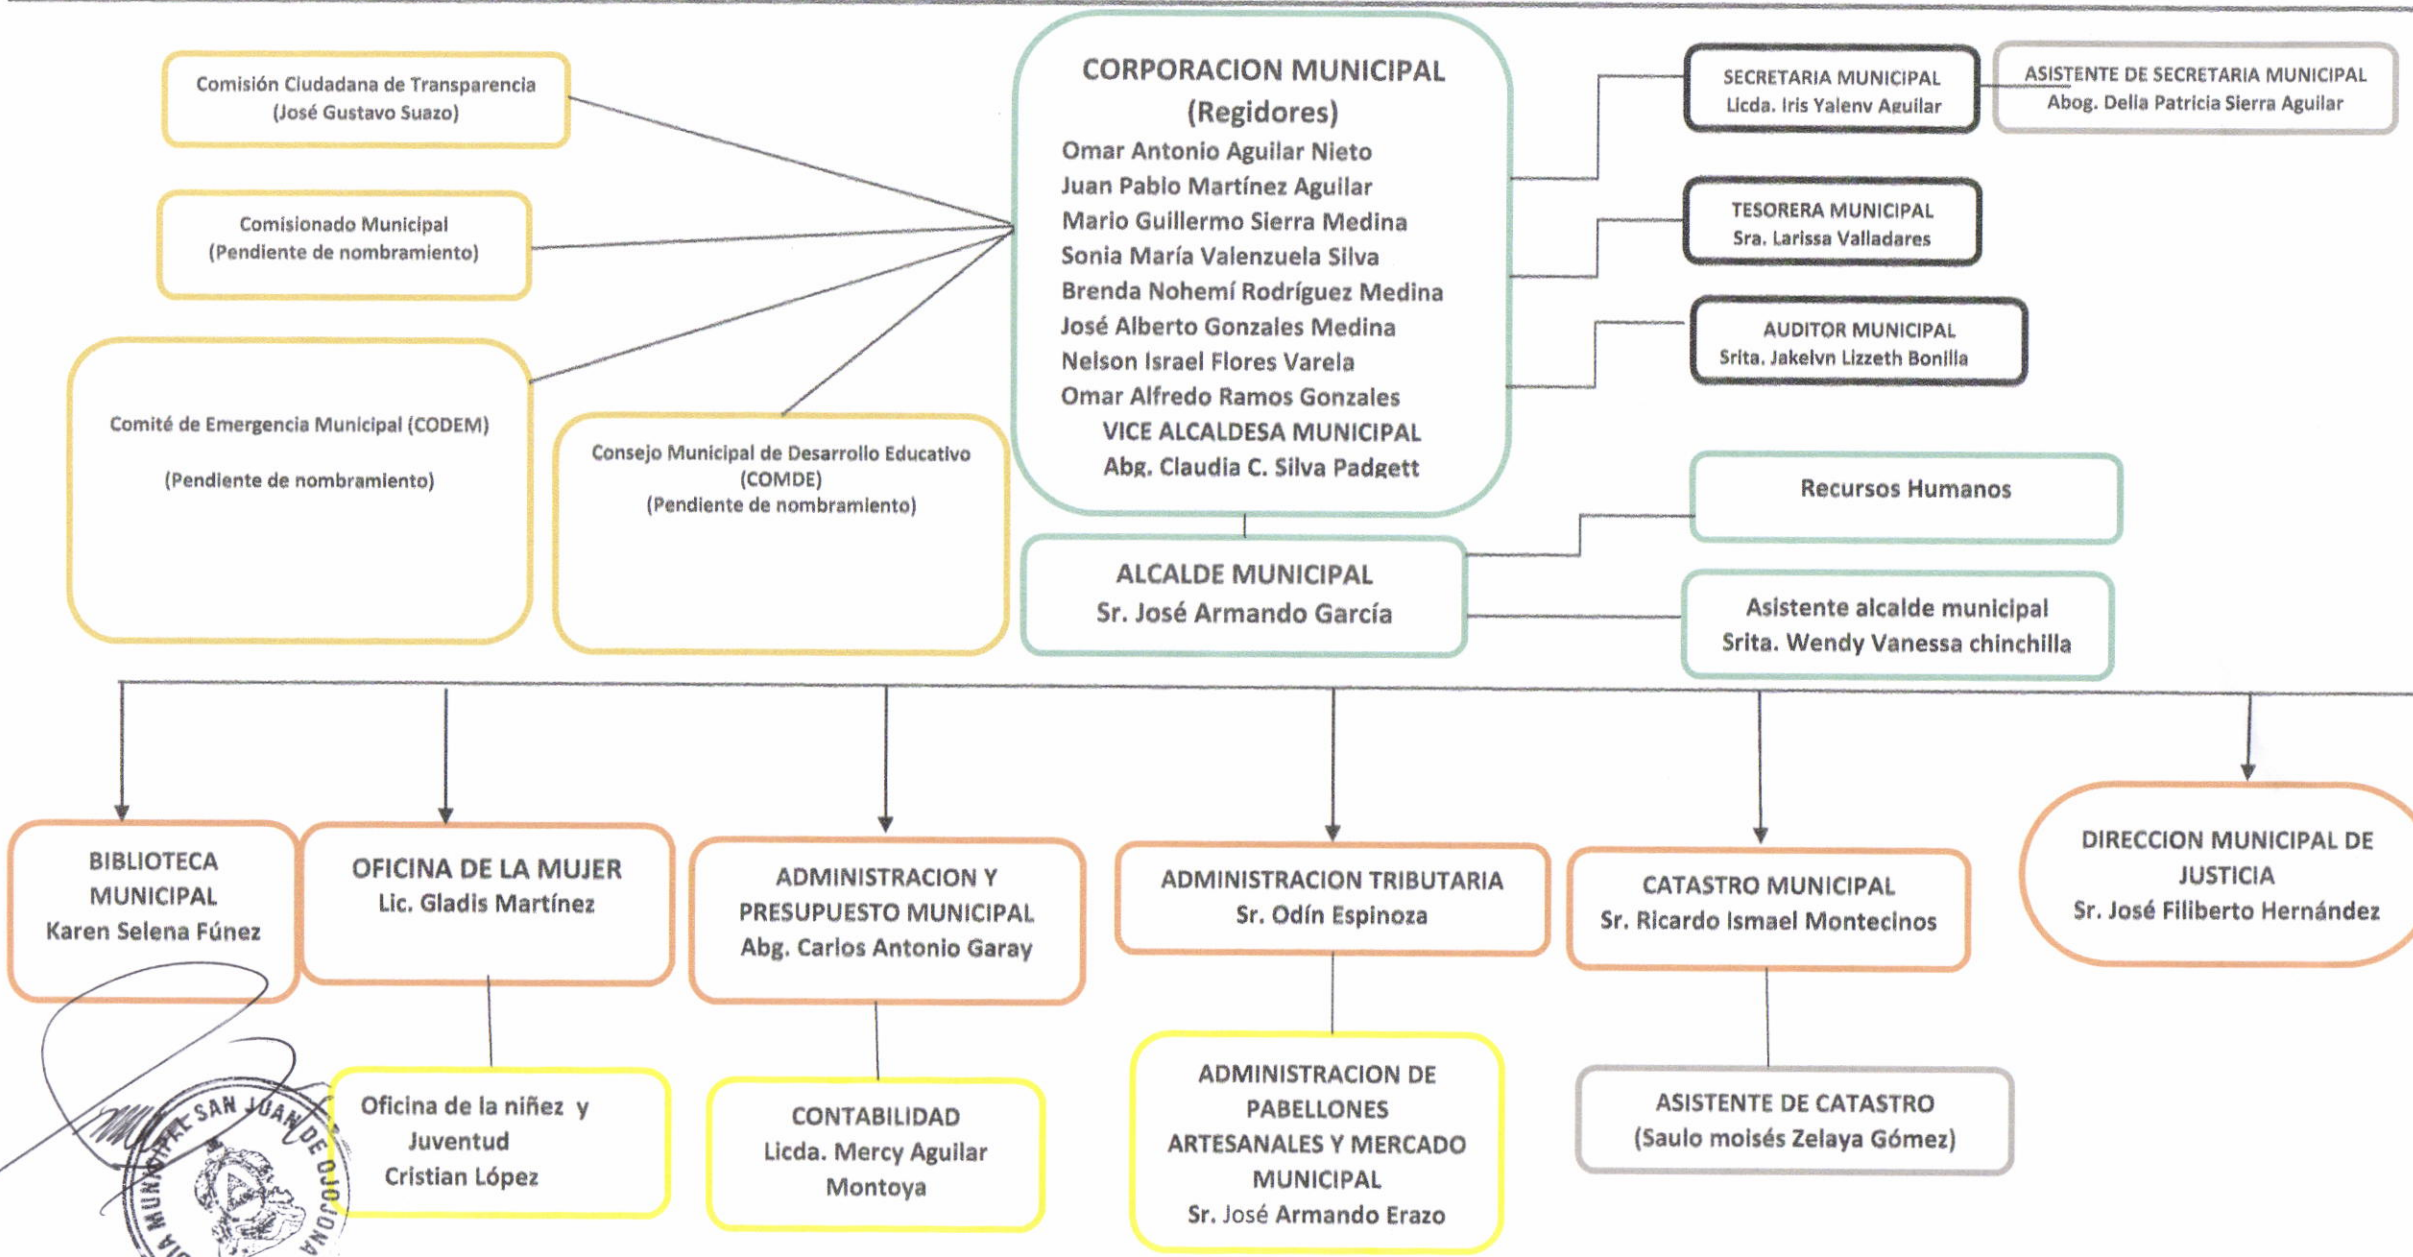 Comisión Ciudadana de Transparencia
(José Gustavo Suazo)
Comisionado Municipal
(Pendiente de nombramiento)
Comité de Emergencia Municipal (CODEM)
(Pendiente de nombramiento)
Consejo Municipal de Desarrollo Educativo
(COMDE)
(Pendiente de nombramiento)
CORPORACION MUNICIPAL
(Regidores)
Omar Antonio Aguilar Nieto
Juan Pablo Martínez Aguilar
Mario Guillermo Sierra Medina
Sonia María Valenzuela Silva
Brenda Nohemí Rodríguez Medina
José Alberto Gonzales Medina
Nelson Israel Flores Varela
Omar Alfredo Ramos Gonzales
VICE ALCALDESA MUNICIPAL
Abg. Claudia C. Silva Padgett
SECRETARIA MUNICIPAL
Licda. Iris Yaleny Aguilar
ASISTENTE DE SECRETARIA MUNICIPAL
Abog. Delia Patricia Sierra Aguilar
TESORERA MUNICIPAL
Sra. Larissa Valladares
AUDITOR MUNICIPAL
Srita. Jakelyn Lizzeth Bonilla
Recursos Humanos
ALCALDE MUNICIPAL
Sr. José Armando García
Asistente alcalde municipal
Srita. Wendy Vanessa chinchilla
BIBLIOTECA
MUNICIPAL
Karen Selena Fúnez
OFICINA DE LA MUJER
Lic. Gladis Martínez
ADMINISTRACION Y
PRESUPUESTO MUNICIPAL
Abg. Carlos Antonio Garay
ADMINISTRACION TRIBUTARIA
Sr. Odín Espinoza
CATASTRO MUNICIPAL
Sr. Ricardo Ismael Montecinos
DIRECCION MUNICIPAL DE
JUSTICIA
Sr. José Filiberto Hernández
Oficina de la niñez y
Juventud
Cristian López
CONTABILIDAD
Licda. Mercy Aguilar
Montoya
ADMINISTRACION DE
PABELLONES
ARTESANALES Y MERCADO
MUNICIPAL
Sr. José Armando Erazo
ASISTENTE DE CATASTRO
(Saulo moisés Zelaya Gómez)
MUNICIPAL SAN JUAN DE OJOJONA